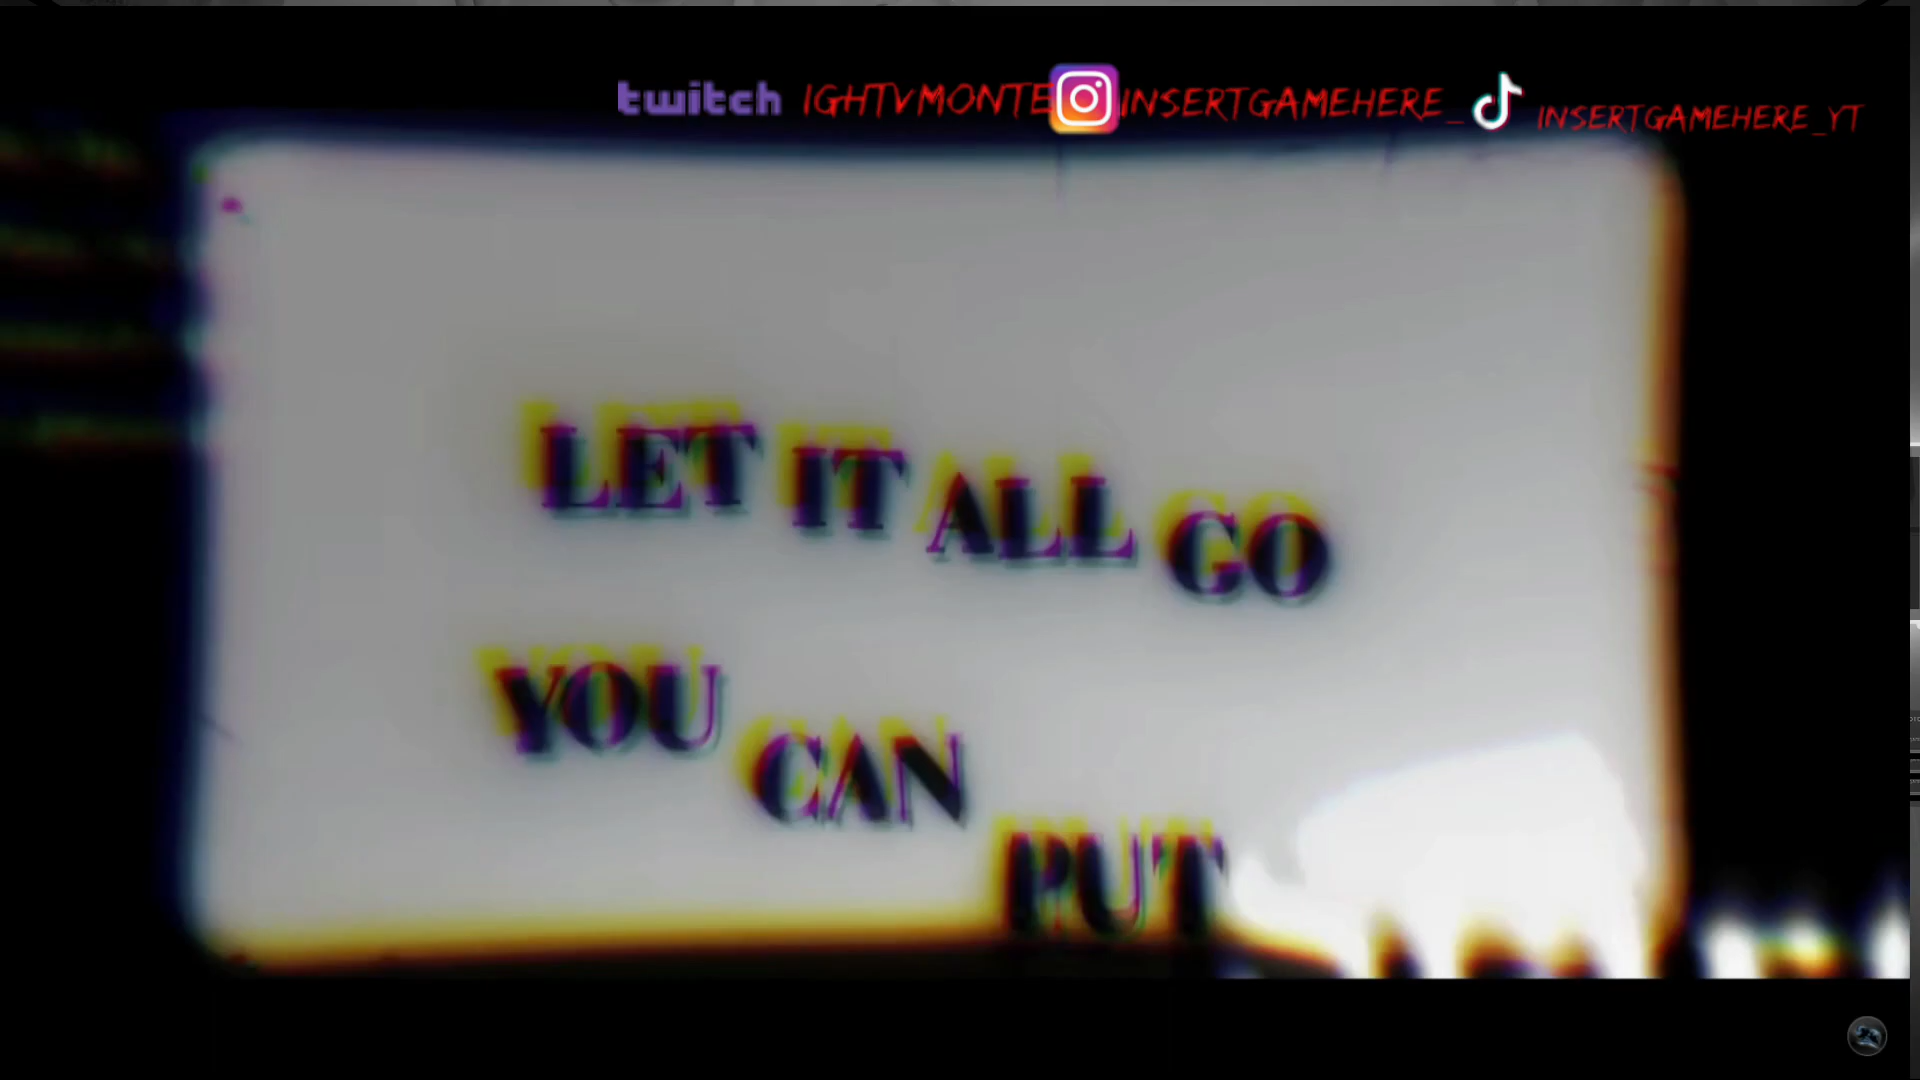 twitch IGHTVMONTE INSERTGAMEHERE_ INSERTGAMEHERE_YT
LET IT ALL GO
YOU CAN
PUT